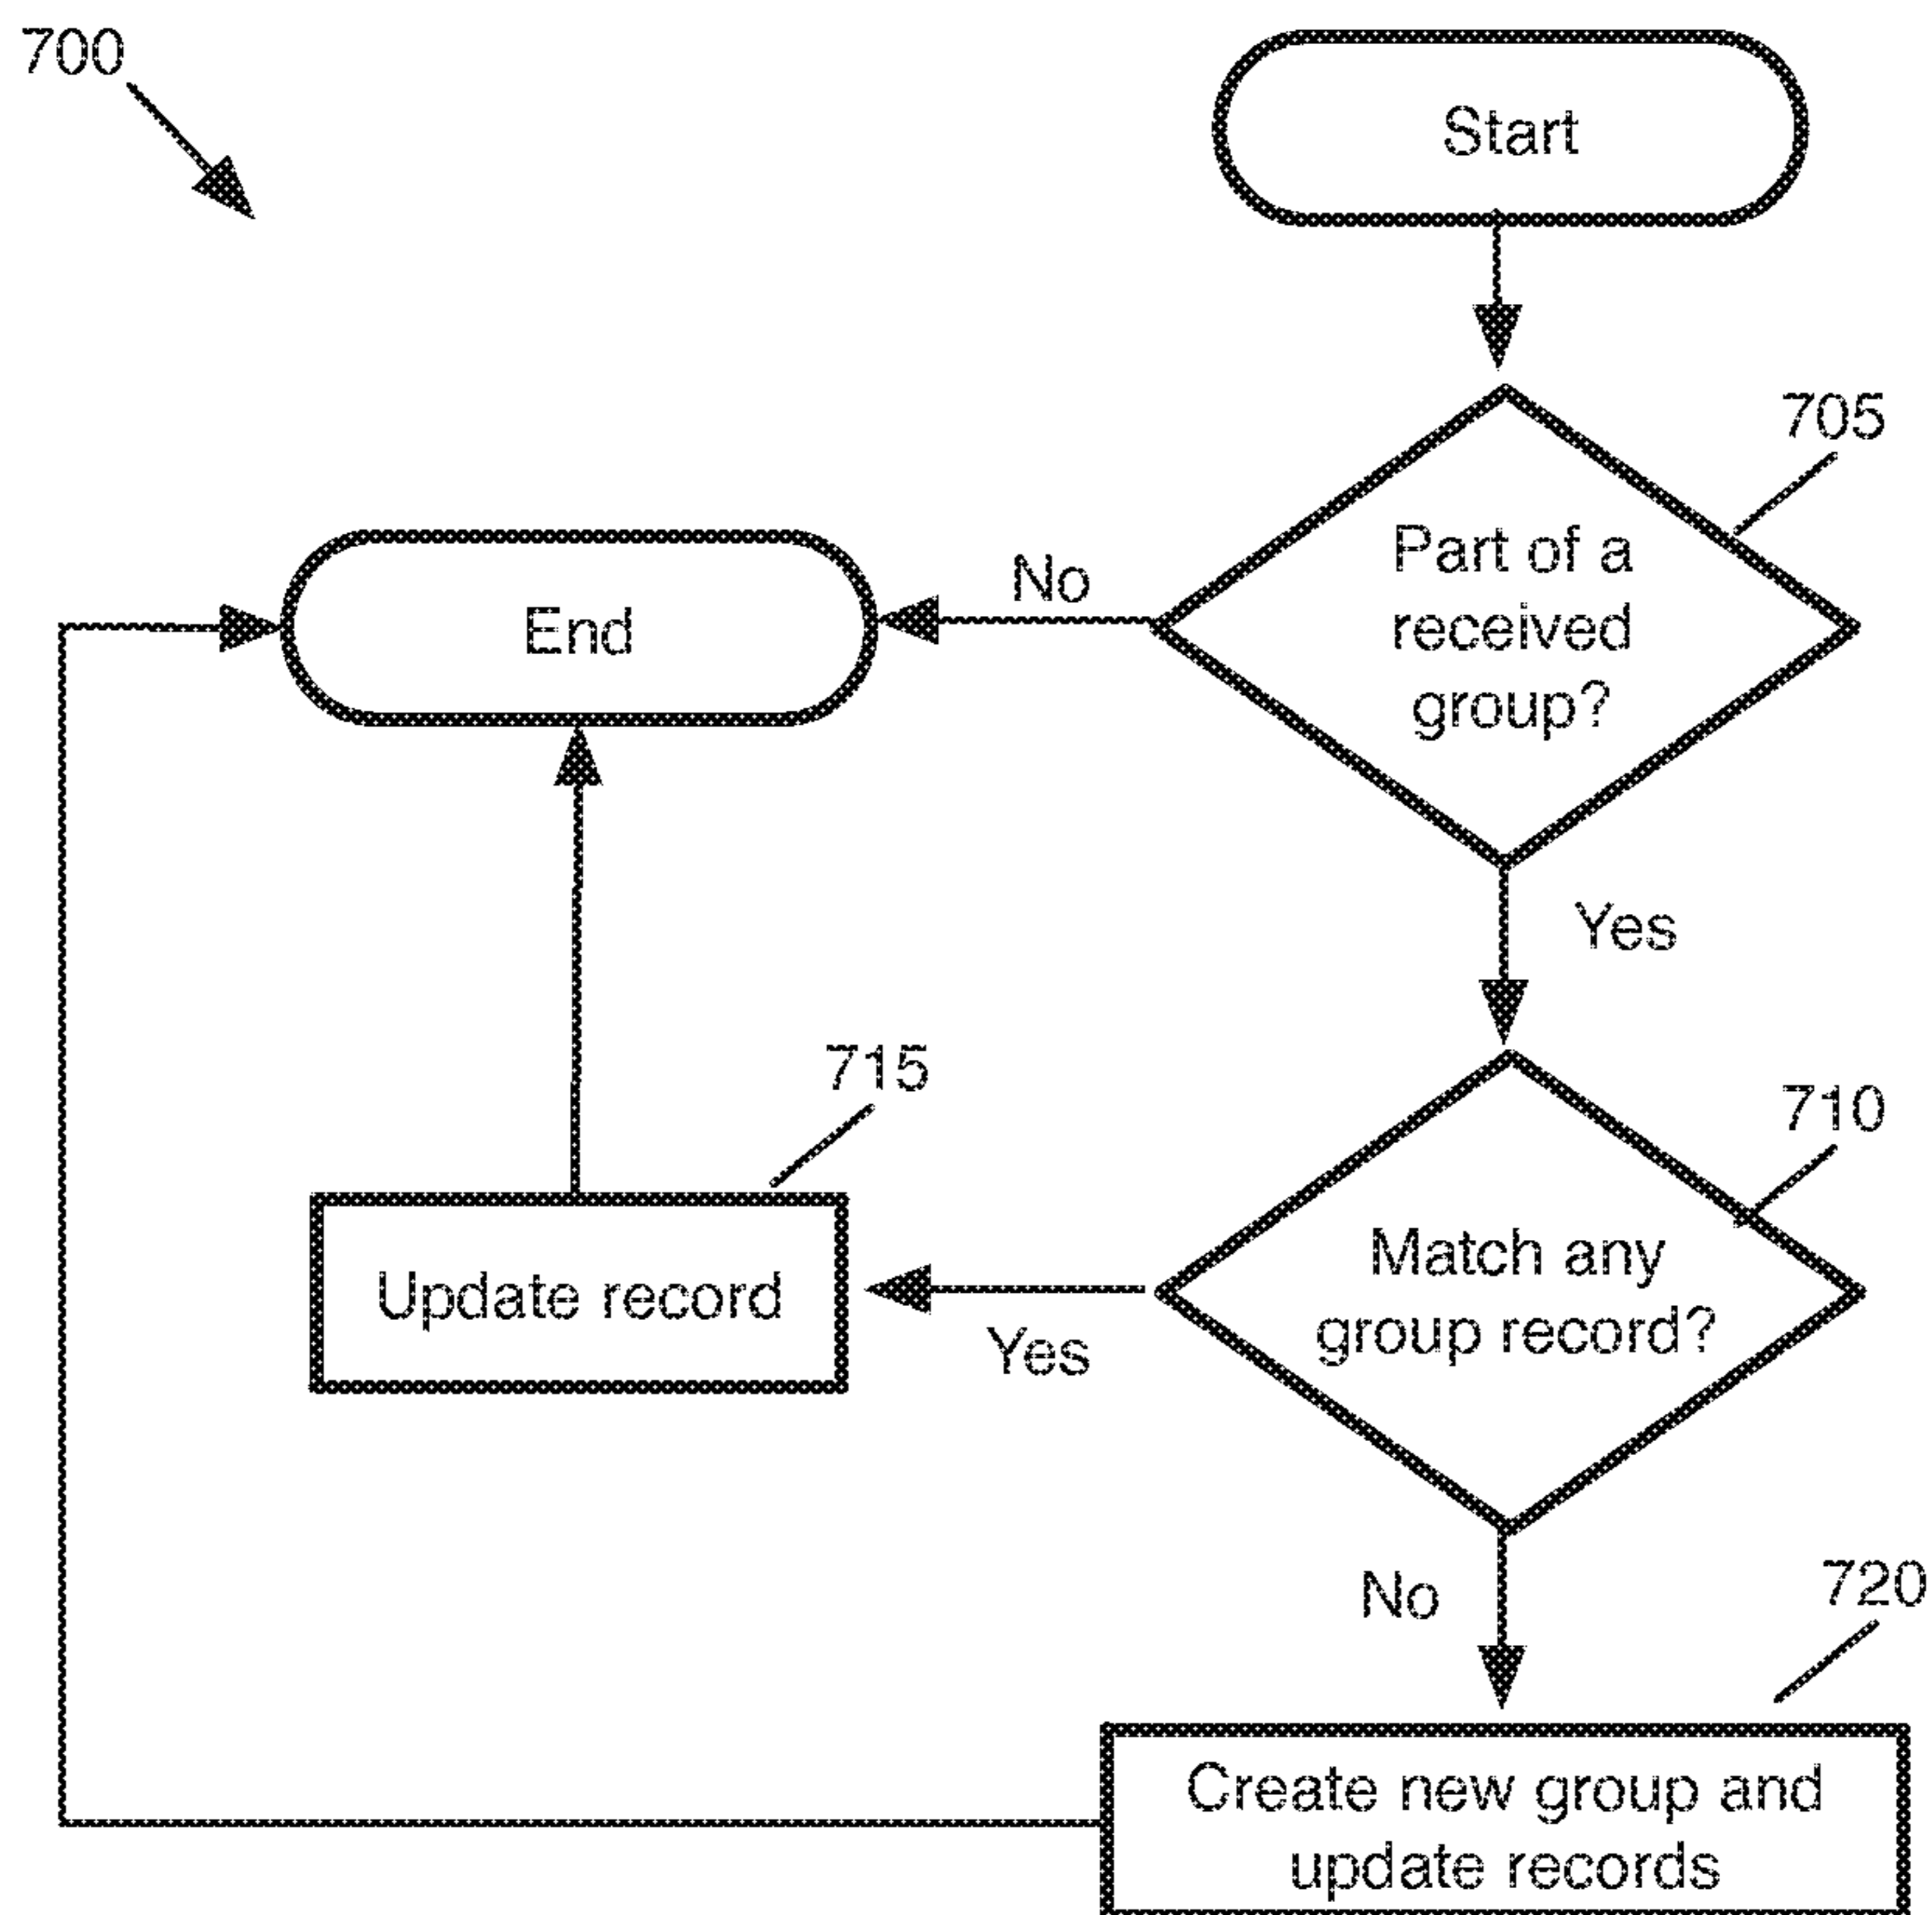 700
Start
705
Part of a
received
group?
No
End
Yes
715
710
Update record
Match any
group record?
Yes
No
720
Create new group and
update records